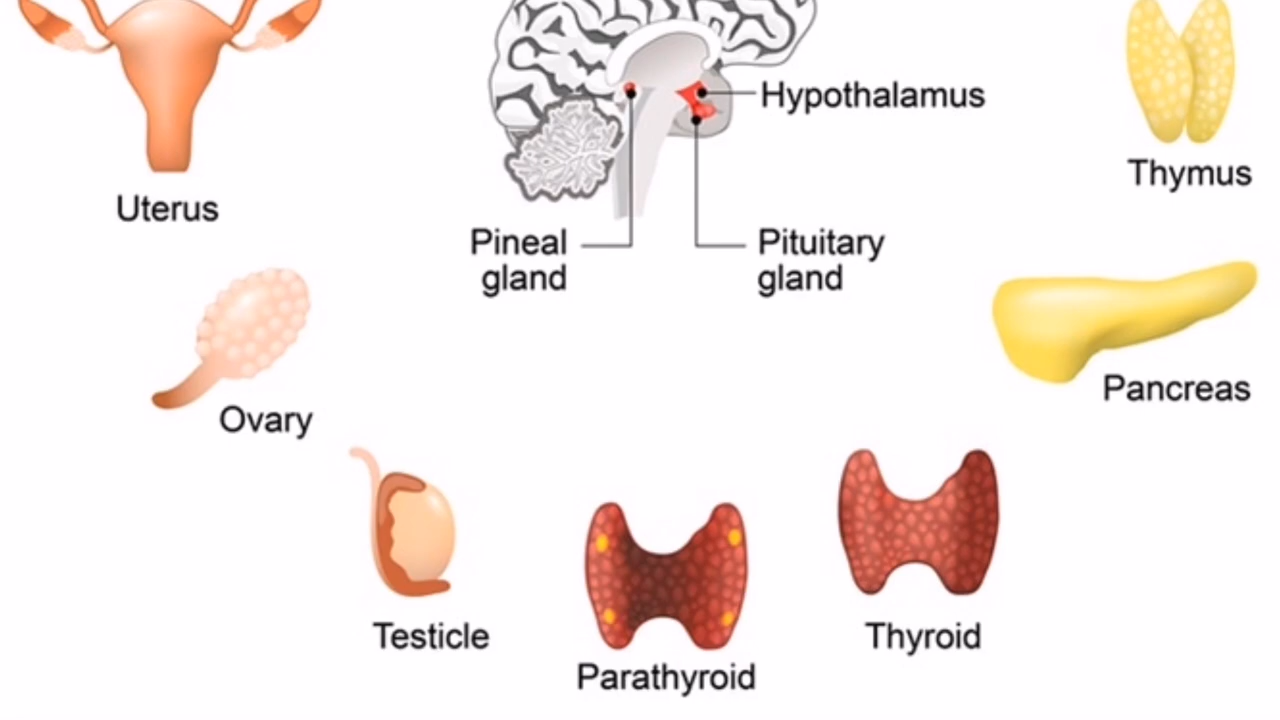 Hypothalamus
Thymus
Uterus
Pineal
gland
Pituitary
gland
Pancreas
Ovary
Testicle
Thyroid
Parathyroid